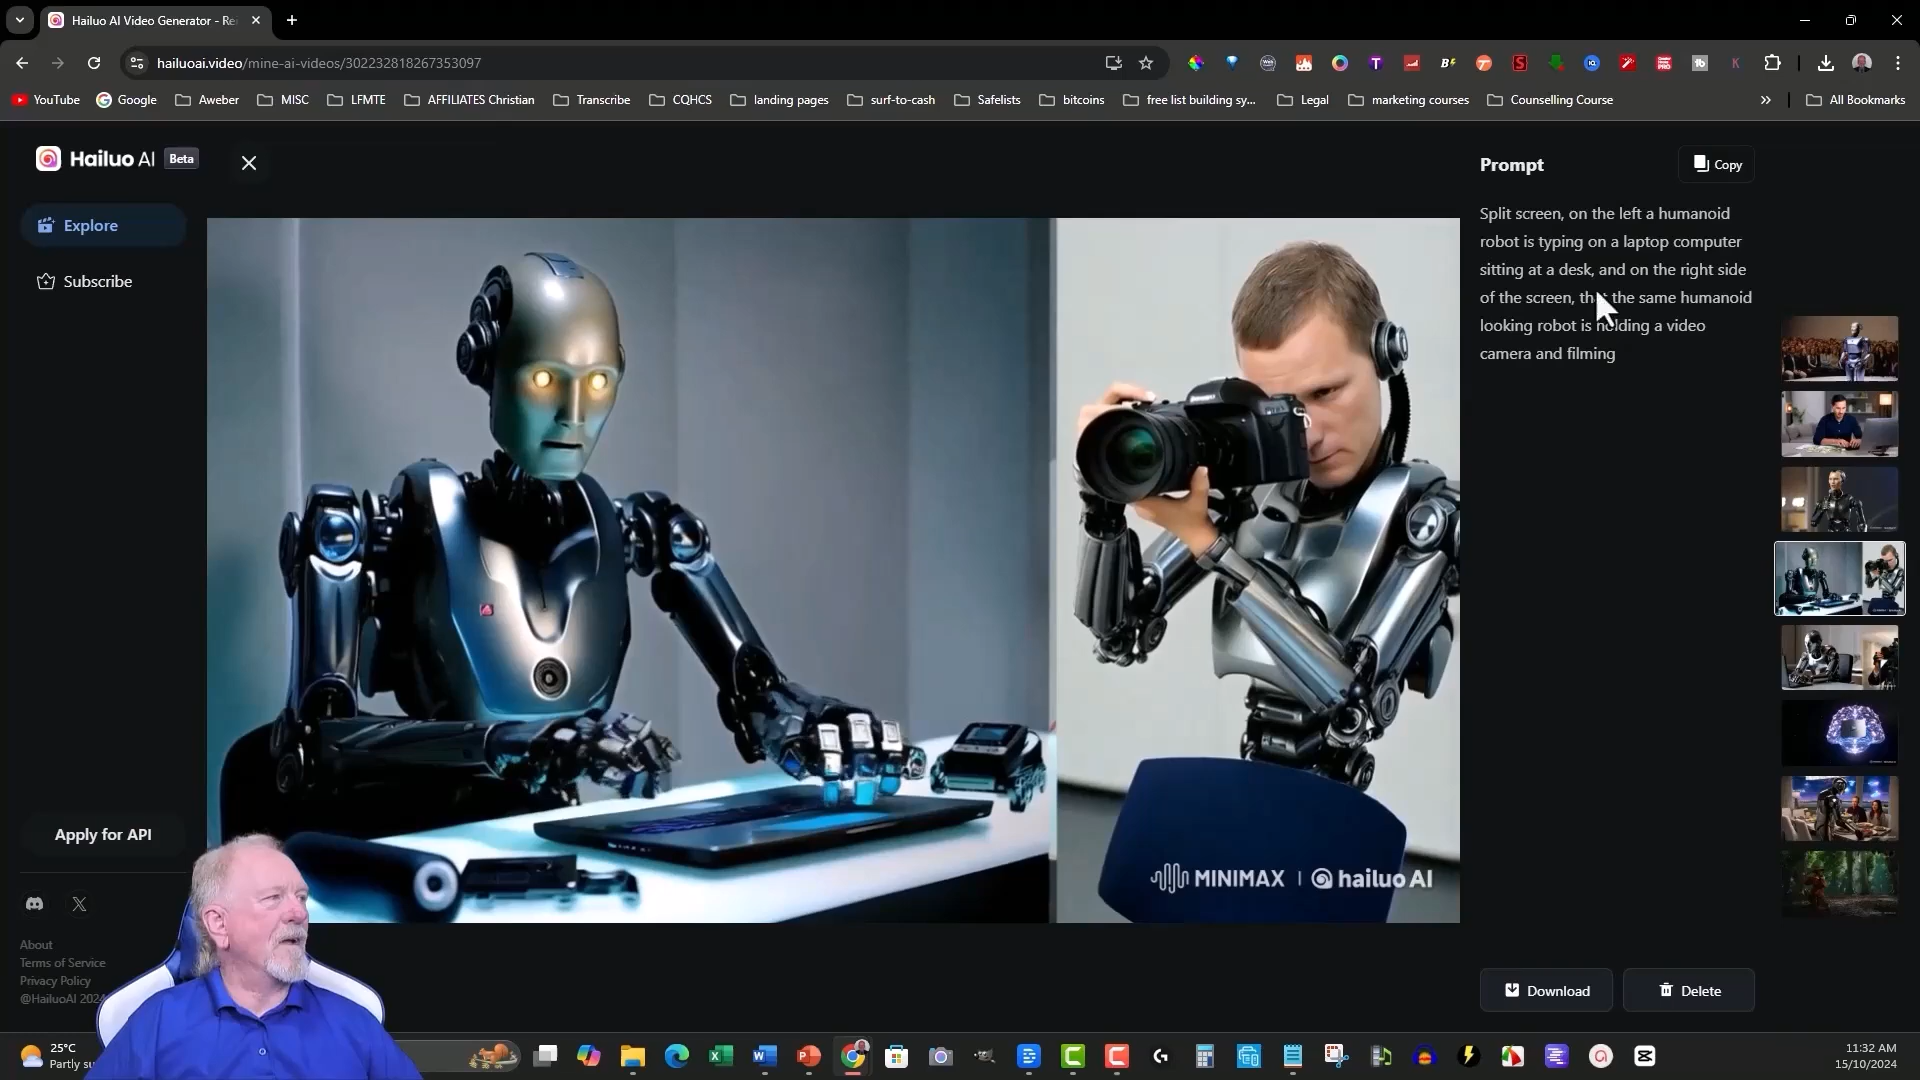 Hailuo AI Video Generator - Re
hailuoai.video/mine-ai-videos/302232818267353097
YouTube
Google
Aweber
MISC
LFMTE
AFFILIATES Christian
Transcribe
CQHCS
landing pages
surf-to-cash
Safelists
bitcoins
free list building sy...
Legal
marketing courses
Counselling Course
All Bookmarks
Hailuo AI Beta
Explore
Subscribe
Prompt
Copy
Split screen, on the left a humanoid
robot is typing on a laptop computer
sitting at a desk, and on the right side
of the screen, the same humanoid
looking robot is holding a video
camera and filming
MINIMAX | hailuo AI
Apply for API
About
Terms of Service
Privacy Policy
@HailuoAI 2024
Download
Delete
25°C
Partly su
11:32 AM
15/10/2024